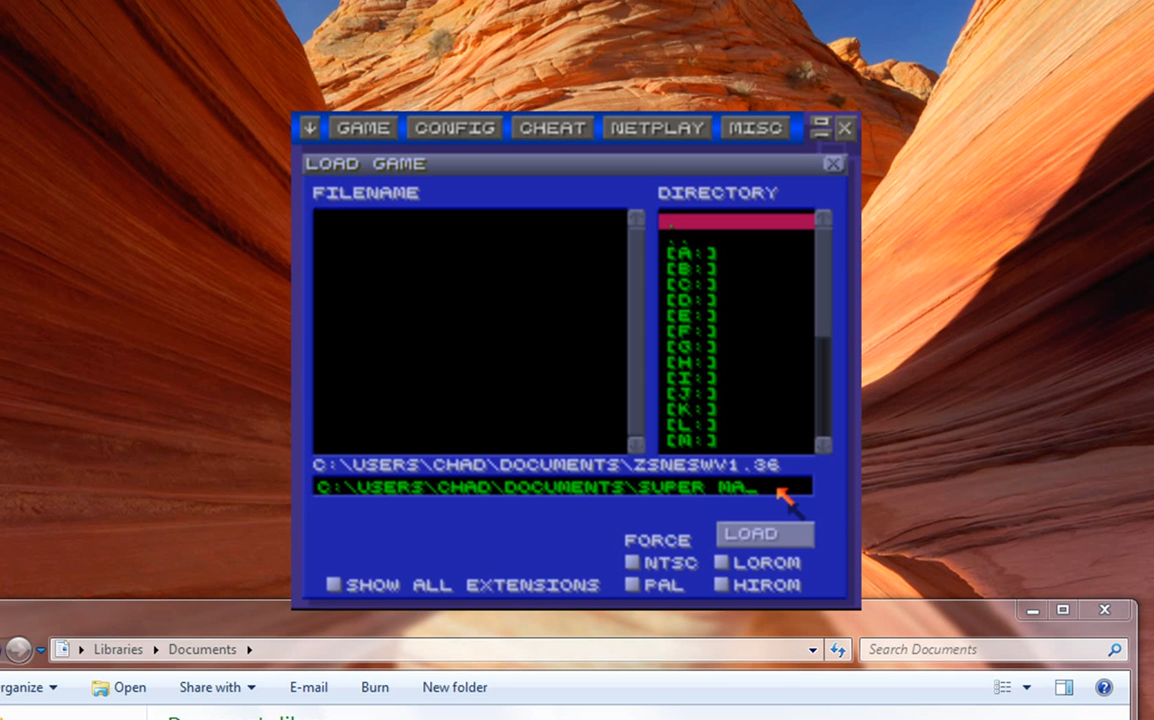 GAME CONFIG CHEAT NETPLAY MISC
LOAD GAME
FILENAME DIRECTORY
.
..
[A:]
[B:]
[C:]
[D:]
[E:]
[F:]
[G:]
[H:]
[I:]
[J:]
[K:]
[L:]
[M:]
C:\USERS\CHAD\DOCUMENTS\ZSNESWV1.36
C:\USERS\CHAD\DOCUMENTS\SUPER MA_
LOAD
FORCE
NTSC LOROM
SHOW ALL EXTENSIONS PAL HIROM
Libraries Documents Search Documents
rganize Open Share with E-mail Burn New folder